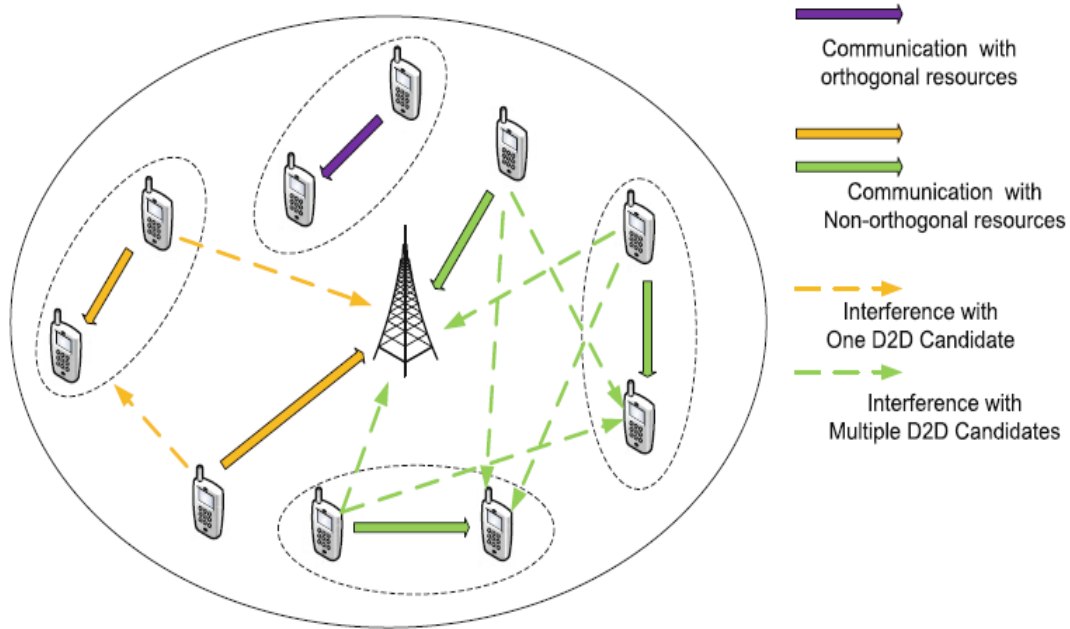 Communication with
orthogonal resources
Communication with
Non-orthogonal resources
Interference with
One D2D Candidate
Interference with
Multiple D2D Candidates